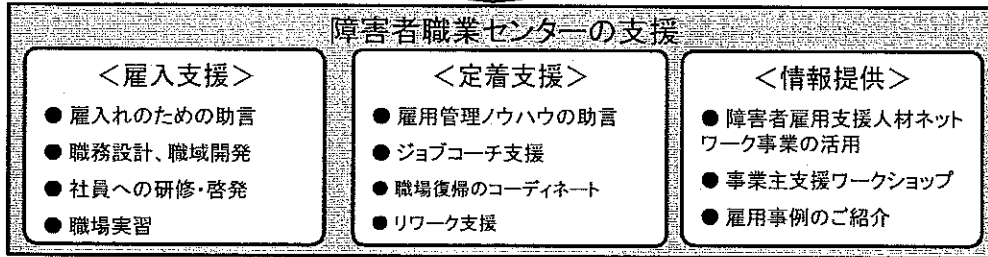 障害者職業センターの支援
＜雇入支援＞
● 雇入れのための助言
● 職務設計、職域開発
● 社員への研修・啓発
● 職場実習
＜定着支援＞
● 雇用管理ノウハウの助言
● ジョブコーチ支援
● 職場復帰のコーディネート
● リワーク支援
＜情報提供＞
● 障害者雇用支援人材ネット
ワーク事業の活用
● 事業主支援ワークショップ
● 雇用事例のご紹介